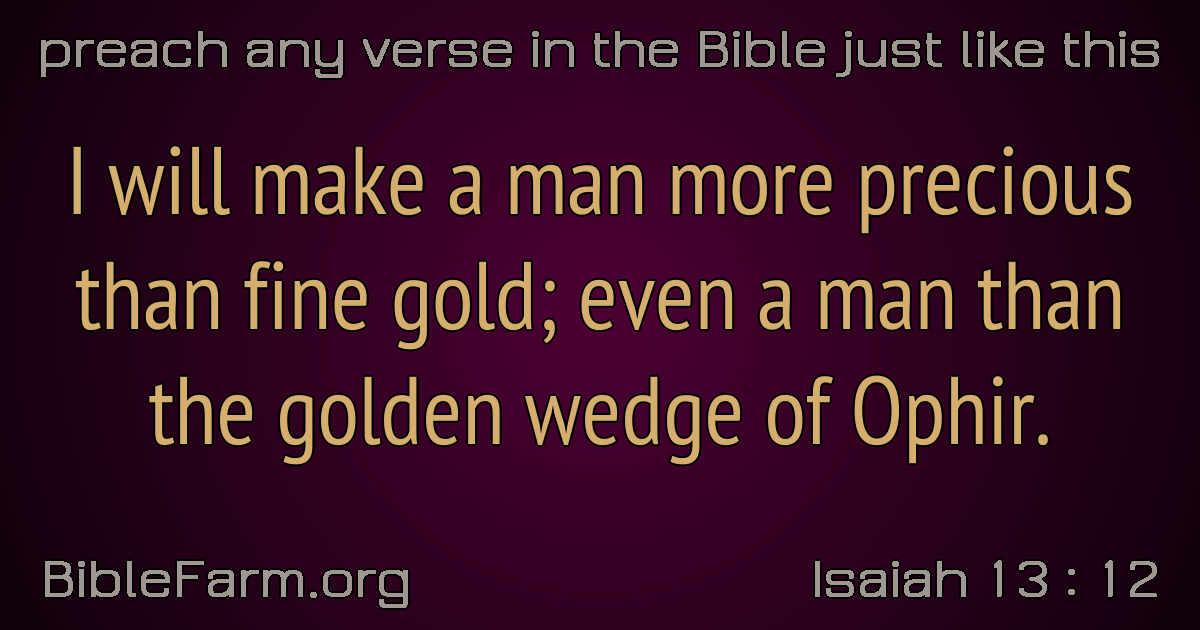 preach any verse in the Bible just like this
I will make a man more precious
than fine gold; even a man than
the golden wedge of Ophir.
BibleFarm.org
Isaiah 13 : 12